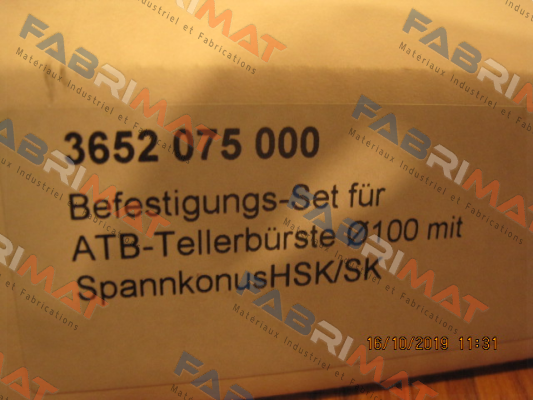 3652 075 000
Befestigungs-Set für
ATB-Tellerbürste Ø100 mit
SpannkonusHSK/SK
16/10/2019 11:31
FABRIMAT
Materiaux Industriel et Fabrications